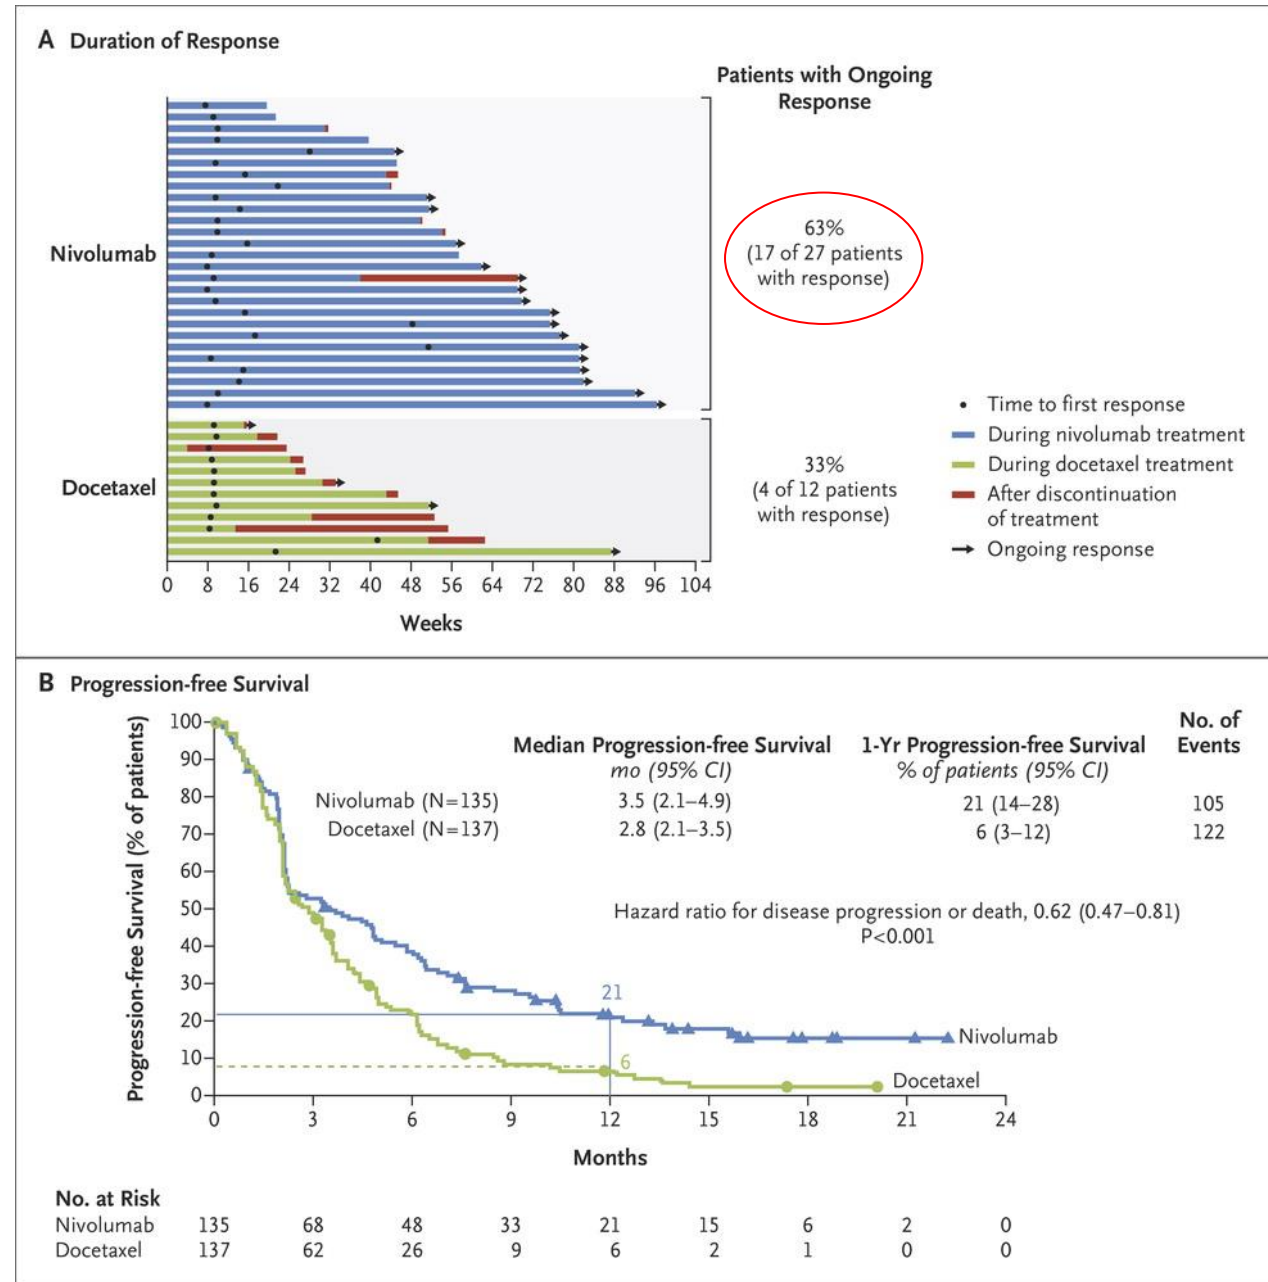 A Duration of Response
Patients with Ongoing
Response
Nivolumab
63%
(17 of 27 patients
with response)
Docetaxel
33%
(4 of 12 patients
with response)
Time to first response
During nivolumab treatment
During docetaxel treatment
After discontinuation
of treatment
Ongoing response
0 8 16 24 32 40 48 56 64 72 80 88 96 104
Weeks
B Progression-free Survival
Progression-free Survival (% of patients)
100
90
80
70
60
50
40
30
20
10
0
Median Progression-free Survival 1-Yr Progression-free Survival No. of Events
mo (95% CI) % of patients (95% CI)
Nivolumab (N=135) 3.5 (2.1–4.9) 21 (14–28) 105
Docetaxel (N=137) 2.8 (2.1–3.5) 6 (3–12) 122
Hazard ratio for disease progression or death, 0.62 (0.47–0.81)
P<0.001
21
6
Nivolumab
Docetaxel
0 3 6 9 12 15 18 21 24
Months
No. at Risk
Nivolumab 135 68 48 33 21 15 6 2 0
Docetaxel 137 62 26 9 6 2 1 0 0